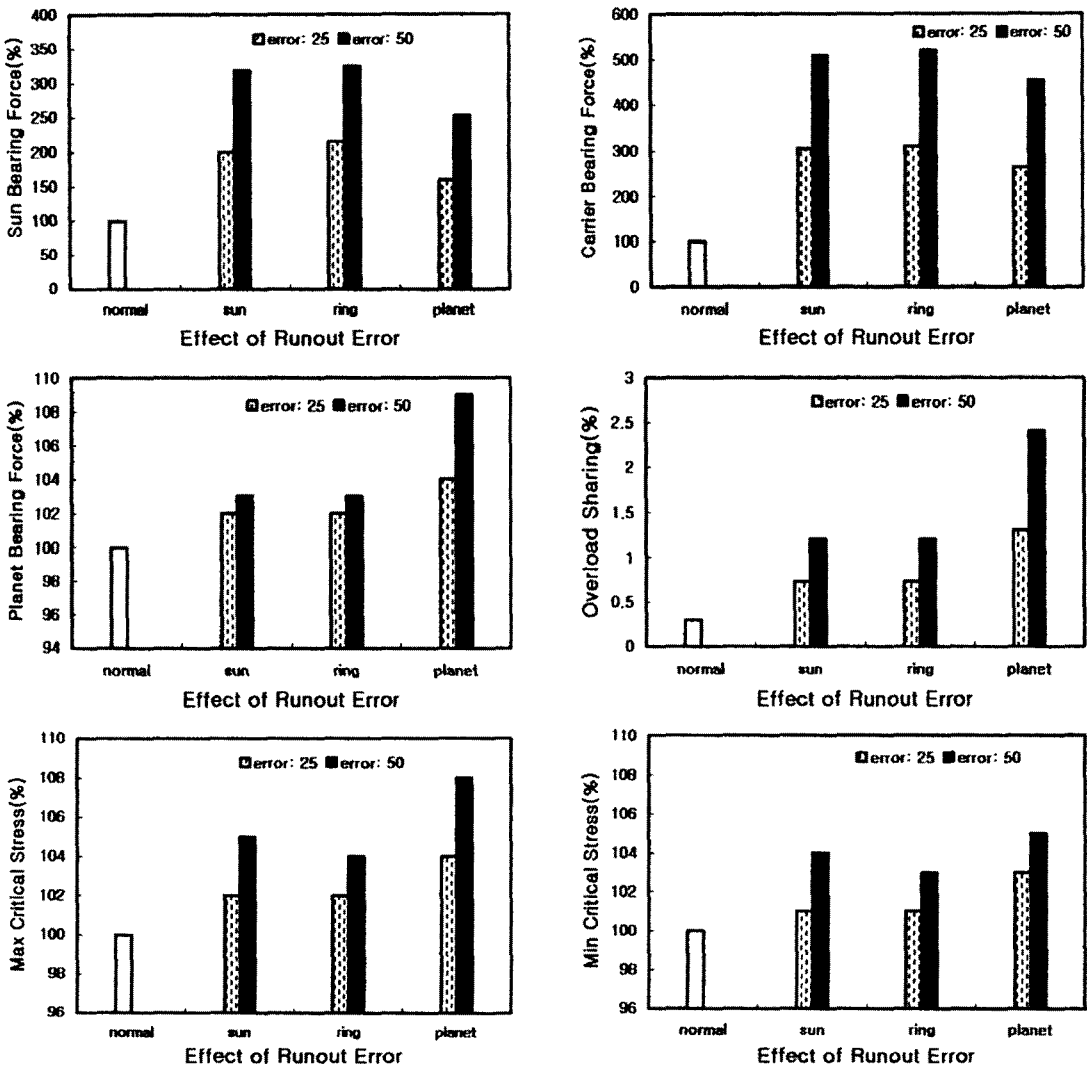 Sun Bearing Force(%)
400
350
300
250
200
150
100
50
0
error: 25 error: 50
normal sun ring planet
Effect of Runout Error
Carrier Bearing Force(%)
600
500
400
300
200
100
0
error: 25 error: 50
normal sun ring planet
Effect of Runout Error
Planet Bearing Force(%)
110
108
106
104
102
100
98
96
94
error: 25 error: 50
normal sun ring planet
Effect of Runout Error
Overload Sharing(%)
3
2.5
2
1.5
1
0.5
0
error: 25 error: 50
normal sun ring planet
Effect of Runout Error
Max Critical Stress(%)
110
108
106
104
102
100
98
96
error: 25 error: 50
normal sun ring planet
Effect of Runout Error
Min Critical Stress(%)
110
108
106
104
102
100
98
96
error: 25 error: 50
normal sun ring planet
Effect of Runout Error